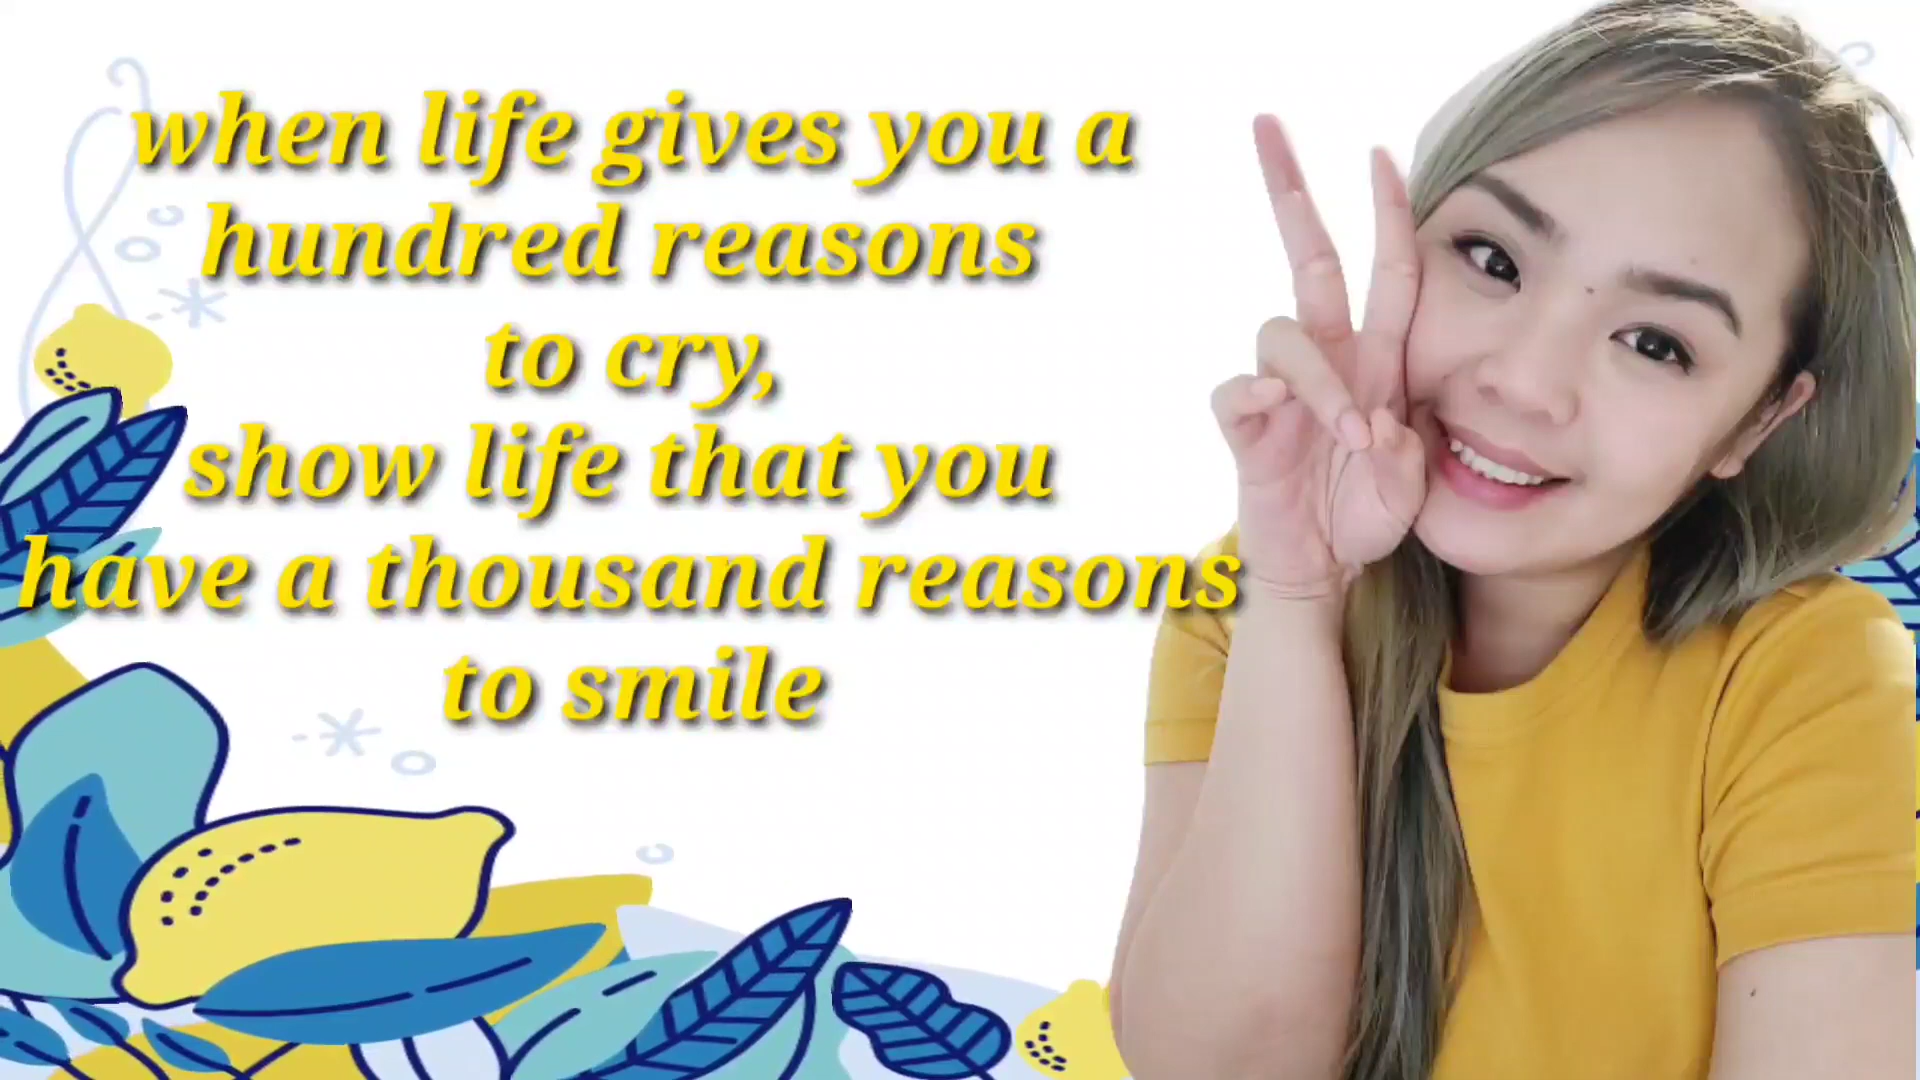 when life gives you a
hundred reasons
to cry,
show life that you
have a thousand reasons
to smile